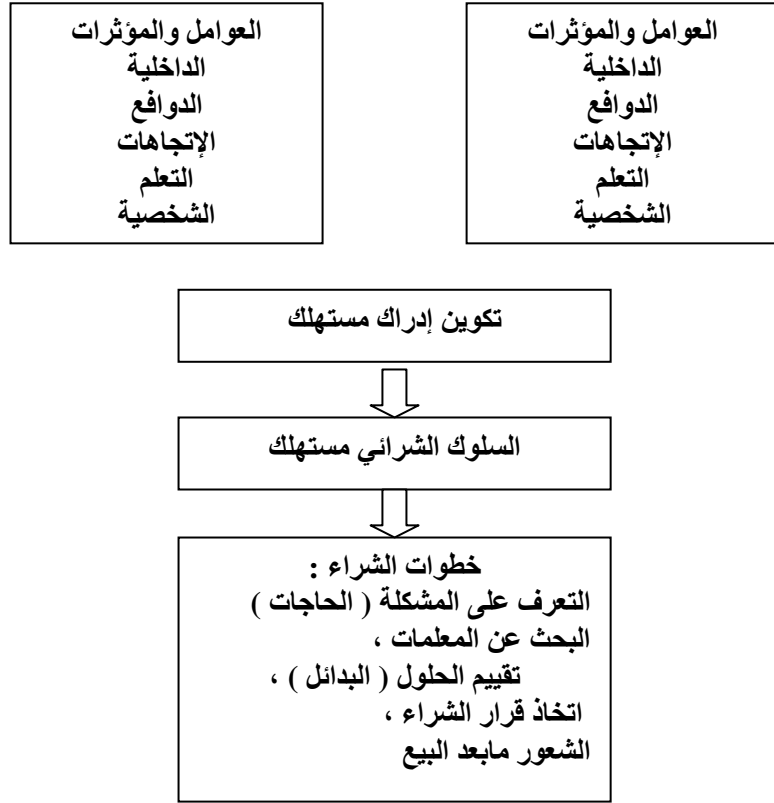 العوامل والمؤثرات
الداخلية
الدوافع
الإتجاهات
التعلم
الشخصية
العوامل والمؤثرات
الداخلية
الدوافع
الإتجاهات
التعلم
الشخصية
تكوين إدراك مستهلك
السلوك الشرائي مستهلك
خطوات الشراء :
التعرف على المشكلة ( الحاجات )
البحث عن المعلمات ،
تقييم الحلول ( البدائل ) ،
اتخاذ قرار الشراء ،
الشعور مابعد البيع